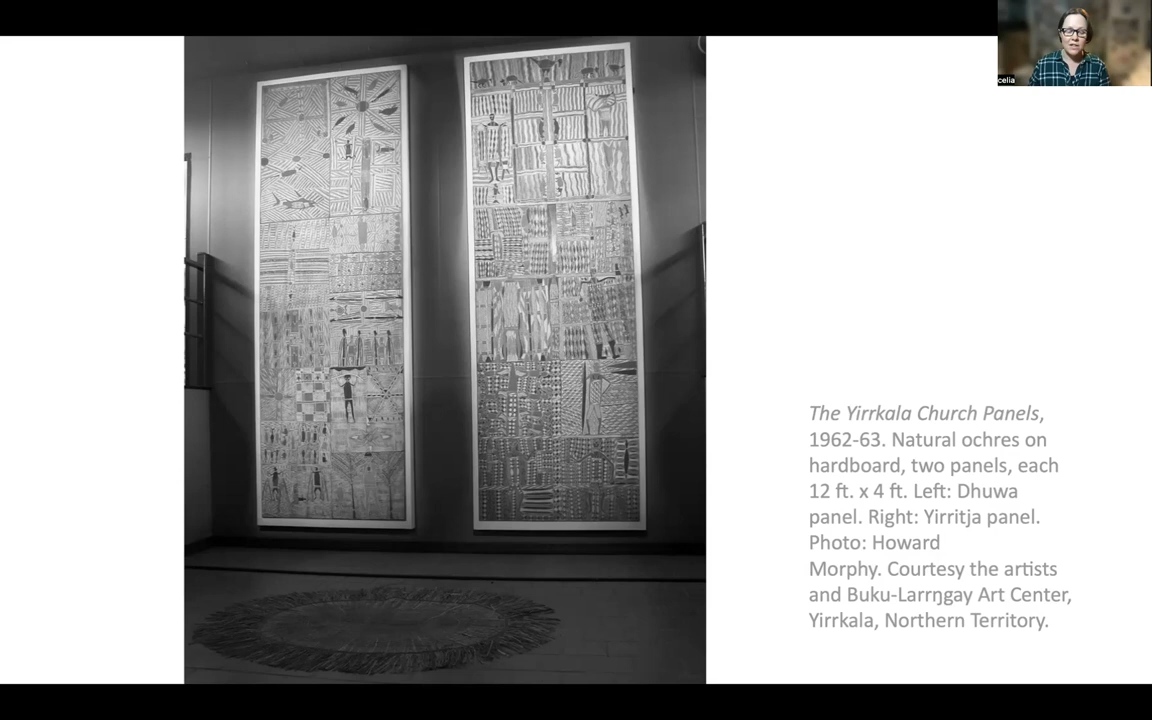 celia
The Yirrkala Church Panels,
1962-63. Natural ochres on
hardboard, two panels, each
12 ft. x 4 ft. Left: Dhuwa
panel. Right: Yirritja panel.
Photo: Howard
Morphy. Courtesy the artists
and Buku-Larrŋgay Art Center,
Yirrkala, Northern Territory.